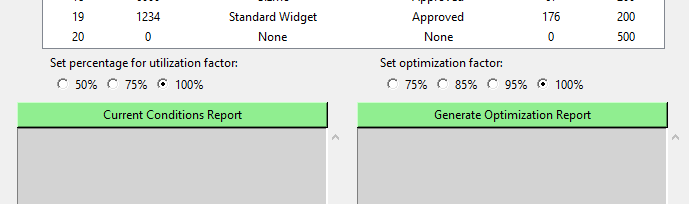 19 1234 Standard Widget Approved 176 200
20 0 None None 0 500
Set percentage for utilization factor: Set optimization factor:
50% 75% 100% 75% 85% 95% 100%
Current Conditions Report Generate Optimization Report